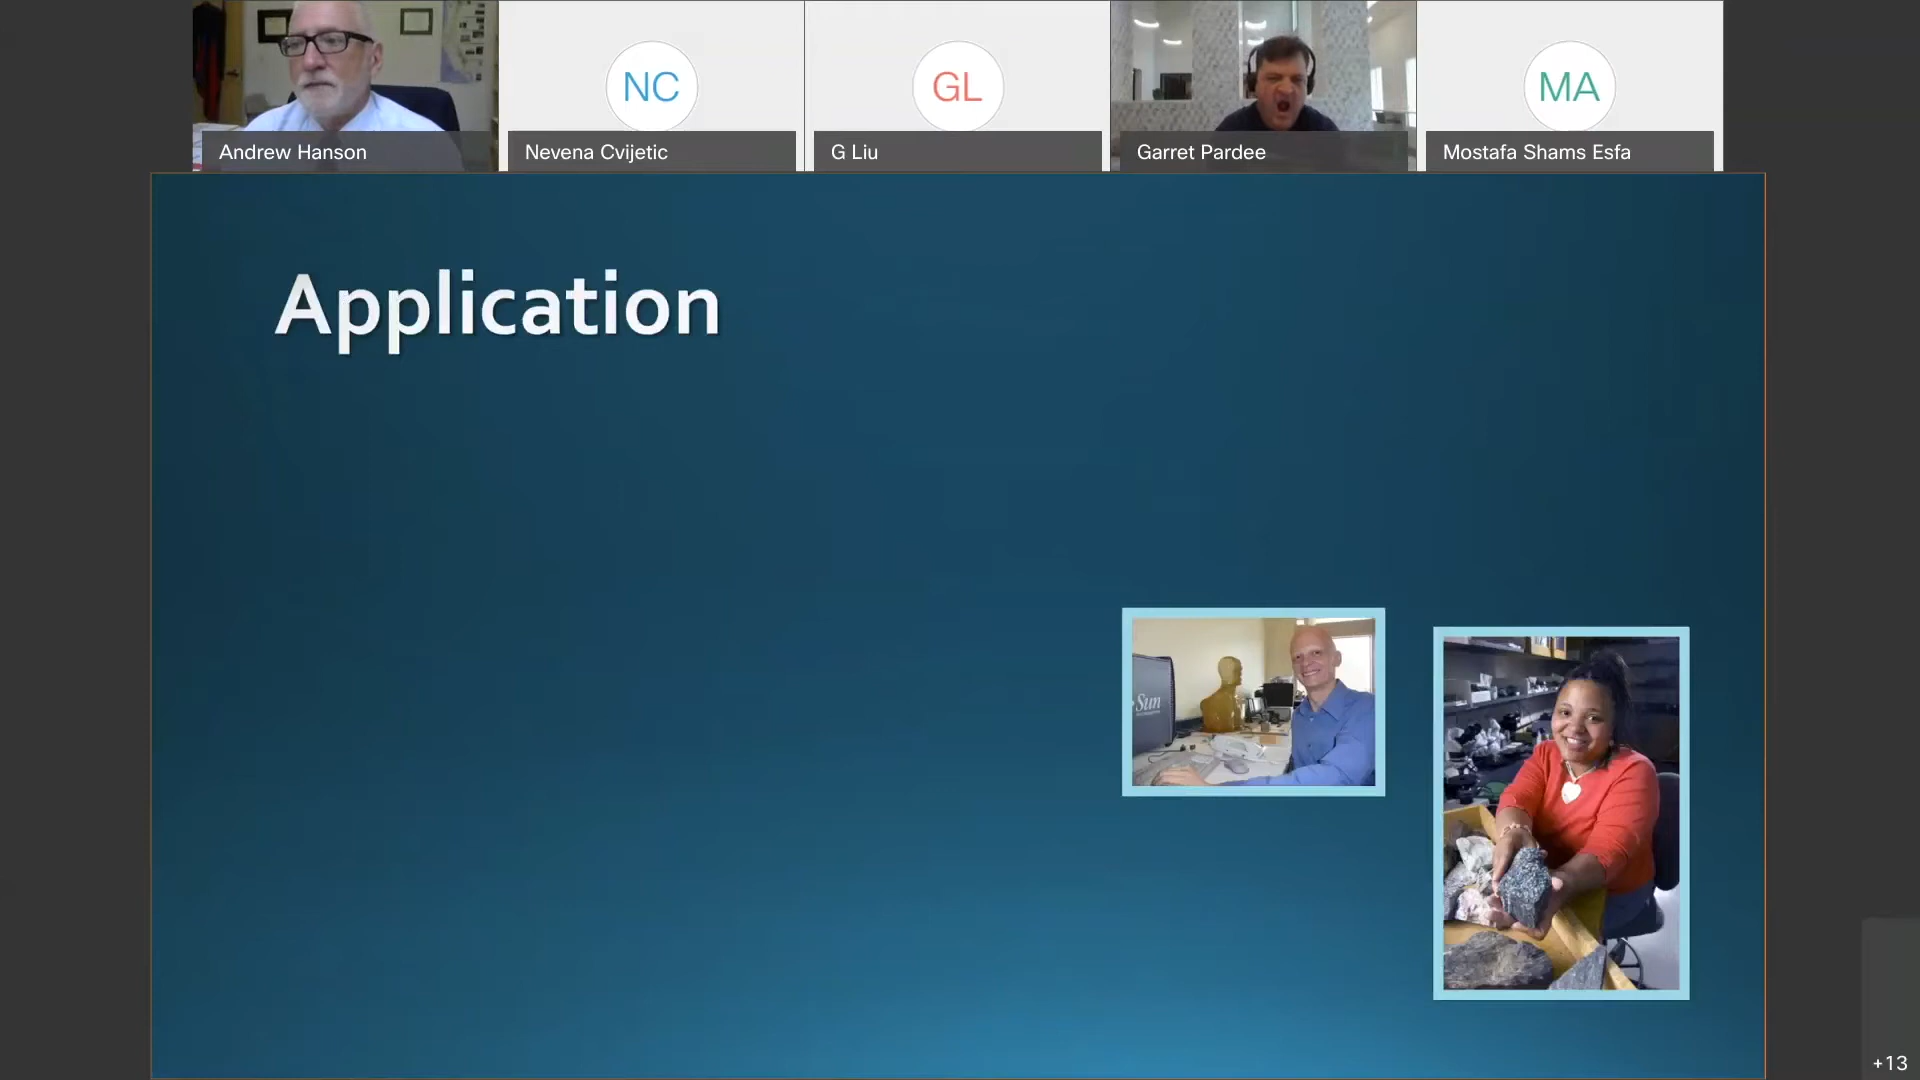 Andrew Hanson
NC
Nevena Cvijetic
GL
G Liu
Garret Pardee
MA
Mostafa Shams Esfa
Application
Sun
+13